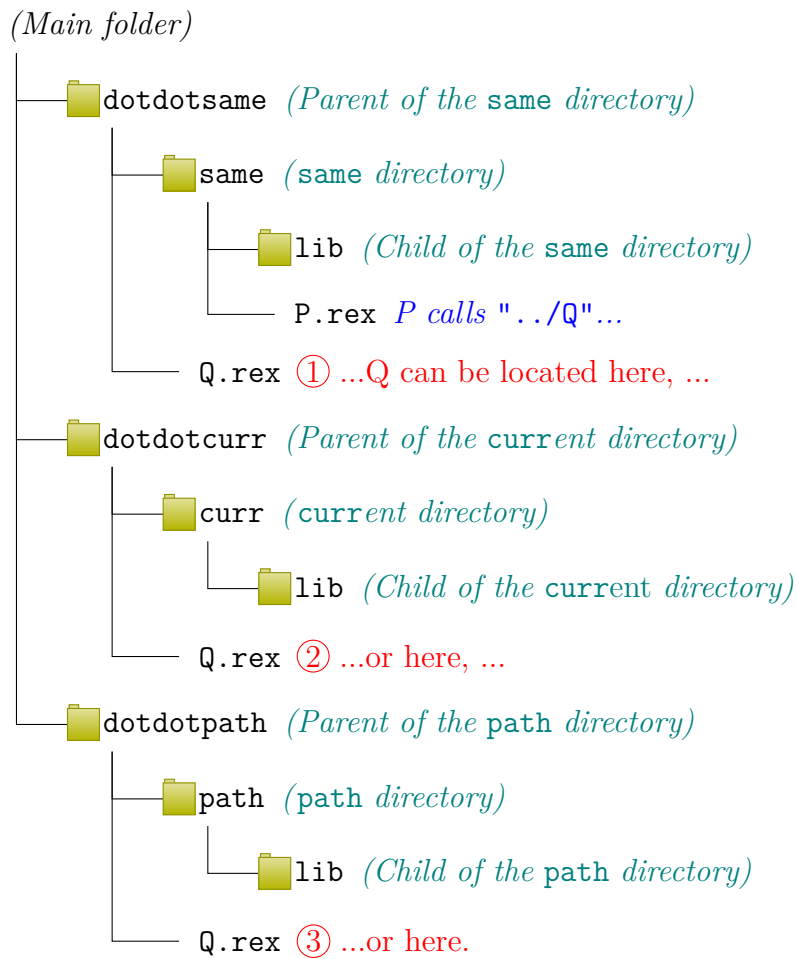 (Main folder)
dotdotsame (Parent of the same directory)
same (same directory)
lib (Child of the same directory)
P.rex P calls "../Q"...
Q.rex ① ...Q can be located here, ...
dotdotcurr (Parent of the current directory)
curr (current directory)
lib (Child of the current directory)
Q.rex ② ...or here, ...
dotdotpath (Parent of the path directory)
path (path directory)
lib (Child of the path directory)
Q.rex ③ ...or here.